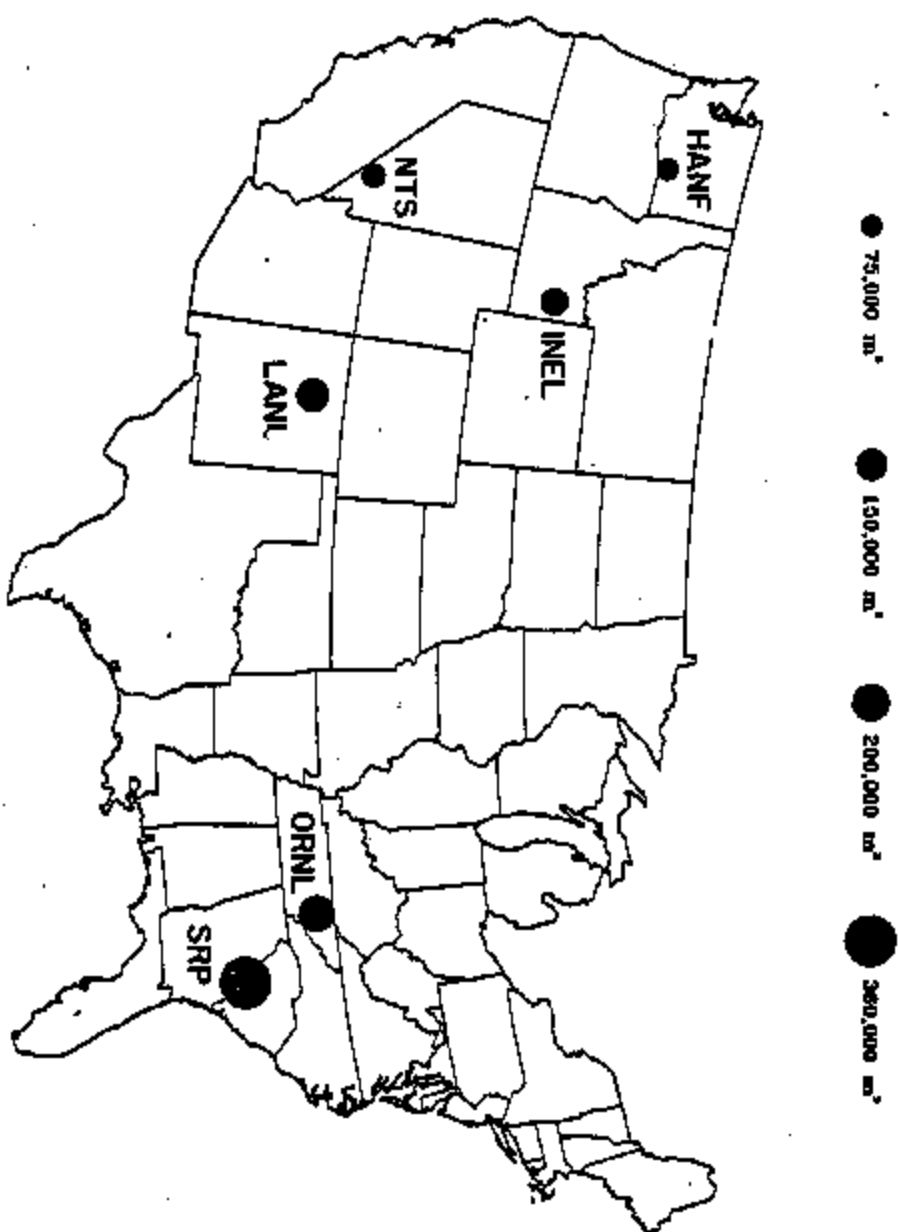 75,000 m³
150,000 m³
200,000 m³
360,000 m³
HANF
INEL
NTS
LANL
ORNL
SRP